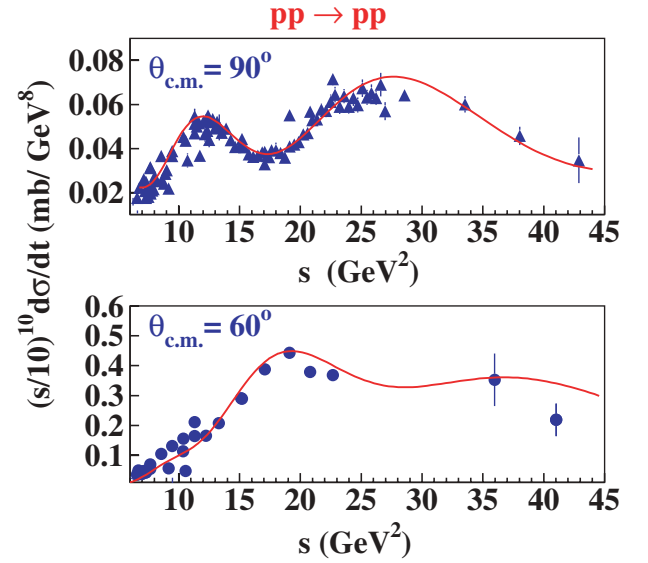 pp → pp
(s/10)¹⁰dσ/dt (mb/ GeV⁸)
θc.m. = 90°
0.08
0.06
0.04
0.02
10 15 20 25 30 35 40 45
s (GeV²)
θc.m. = 60°
0.6
0.5
0.4
0.3
0.2
0.1
10 15 20 25 30 35 40 45
s (GeV²)